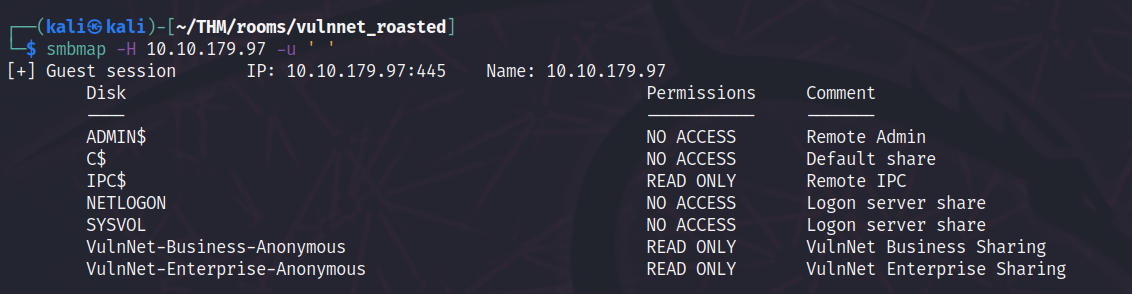 ┌──(kali㉿kali)-[~/THM/rooms/vulnnet_roasted]
└─$ smbmap -H 10.10.179.97 -u ' '
[+] Guest session IP: 10.10.179.97:445 Name: 10.10.179.97
Disk Permissions Comment
---- ----------- -------
ADMIN$ NO ACCESS Remote Admin
C$ NO ACCESS Default share
IPC$ READ ONLY Remote IPC
NETLOGON NO ACCESS Logon server share
SYSVOL NO ACCESS Logon server share
VulnNet-Business-Anonymous READ ONLY VulnNet Business Sharing
VulnNet-Enterprise-Anonymous READ ONLY VulnNet Enterprise Sharing